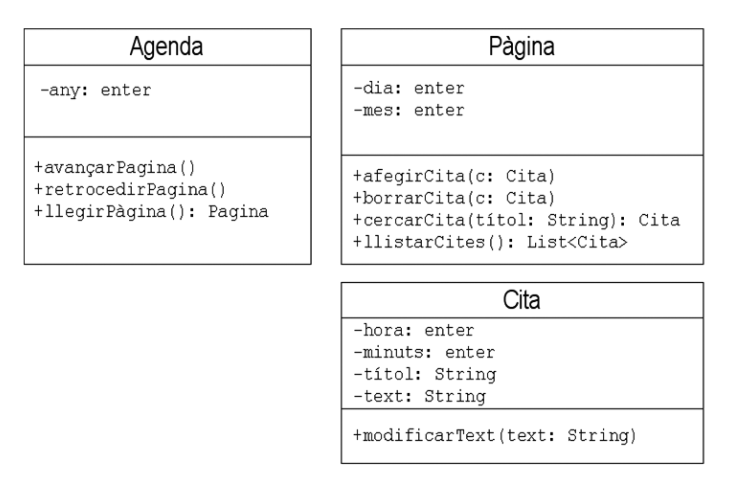 Agenda
-any: enter
+avançarPagina()
+retrocedirPagina()
+llegirPàgina(): Pagina
Pàgina
-dia: enter
-mes: enter
+afegirCita(c: Cita)
+borrarCita(c: Cita)
+cercarCita(títol: String): Cita
+llistarCites(): List<Cita>
Cita
-hora: enter
-minuts: enter
-títol: String
-text: String
+modificarText(text: String)